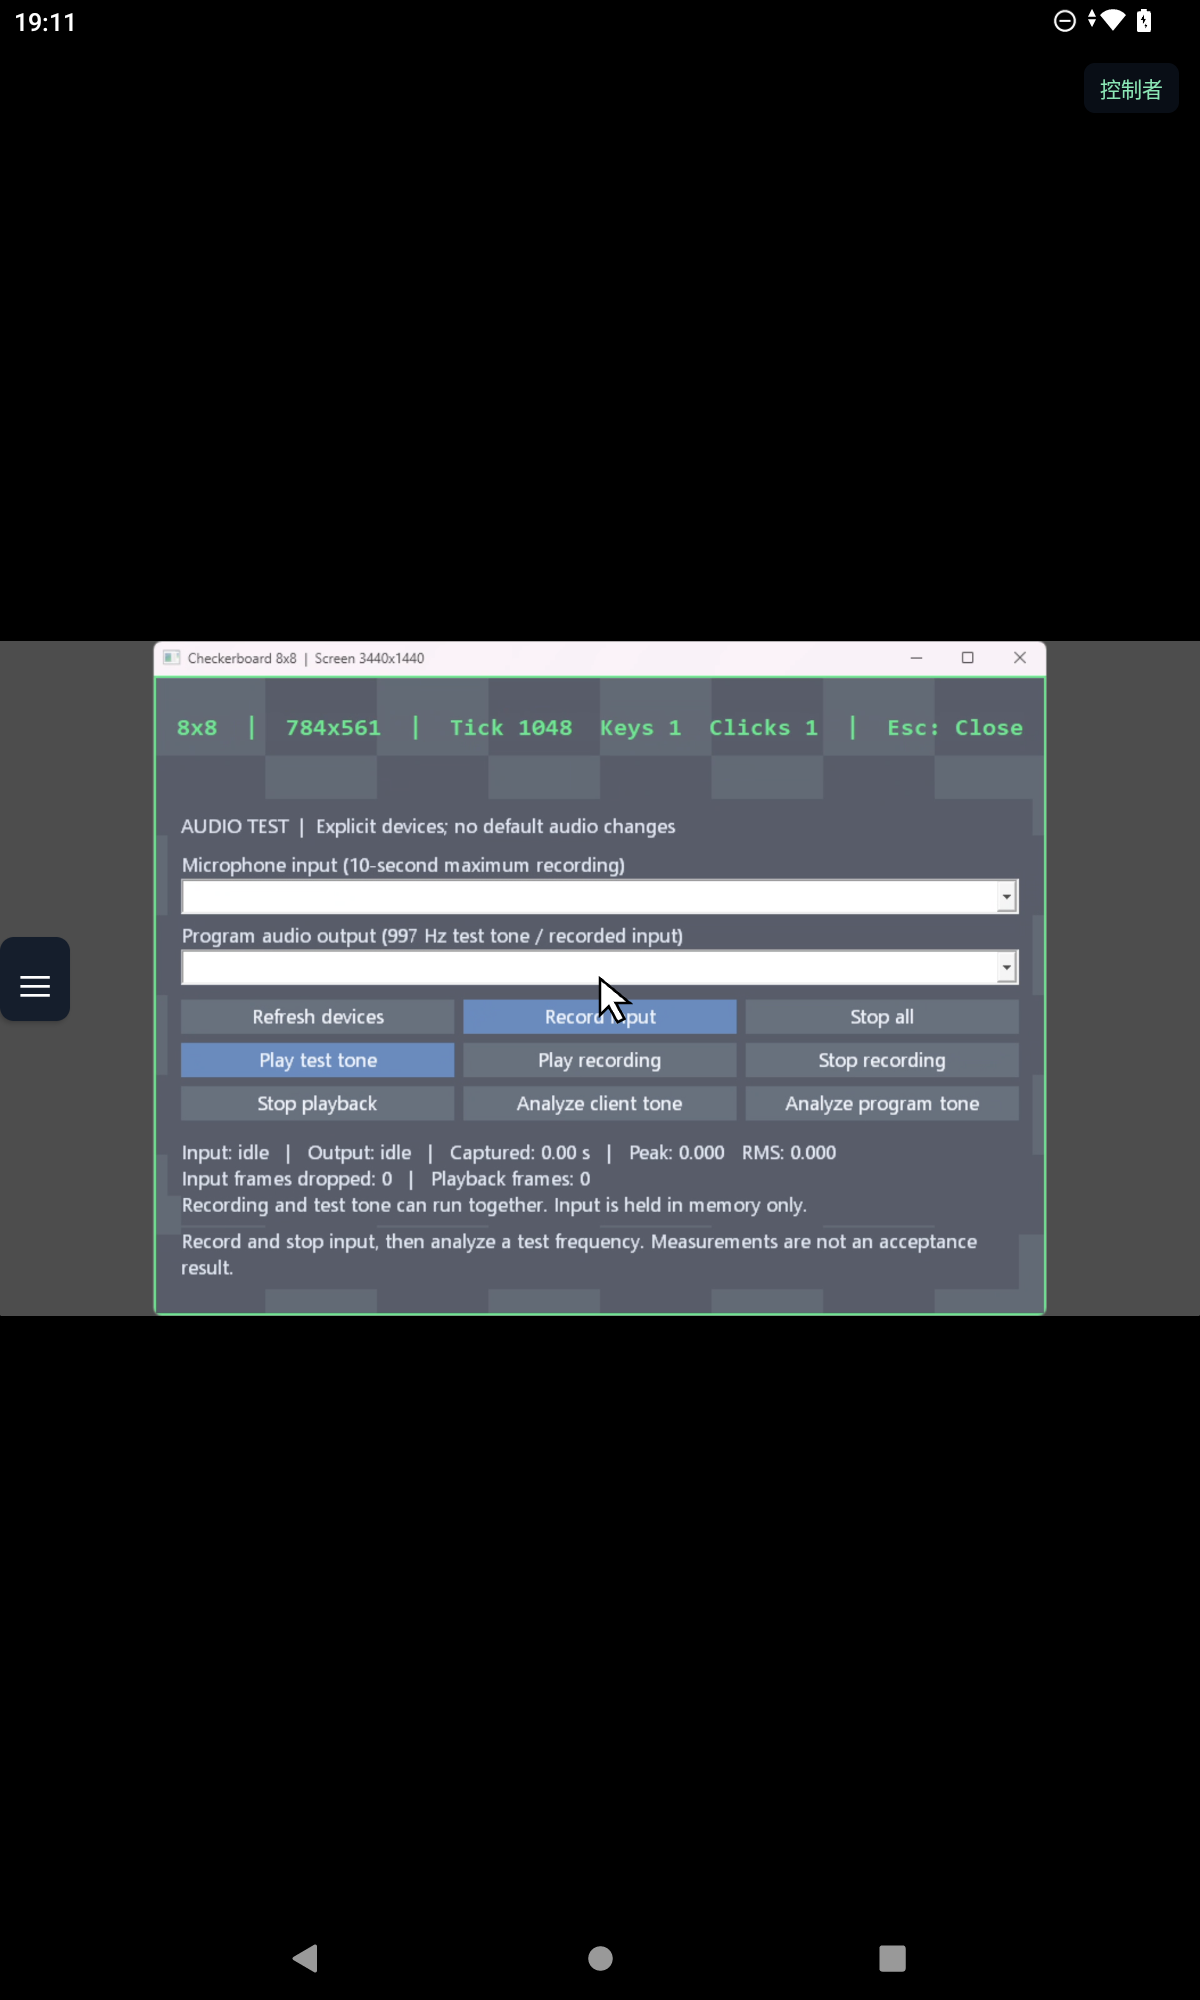 19:11
控制者
Checkerboard 8x8 | Screen 3440x1440
8x8 | 784x561 | Tick 1048 Keys 1 Clicks 1 | Esc: Close
AUDIO TEST | Explicit devices; no default audio changes
Microphone input (10-second maximum recording)
Program audio output (997 Hz test tone / recorded input)
Refresh devices Record input Stop all
Play test tone Play recording Stop recording
Stop playback Analyze client tone Analyze program tone
Input: idle | Output: idle | Captured: 0.00 s | Peak: 0.000 RMS: 0.000
Input frames dropped: 0 | Playback frames: 0
Recording and test tone can run together. Input is held in memory only.
Record and stop input, then analyze a test frequency. Measurements are not an acceptance
result.